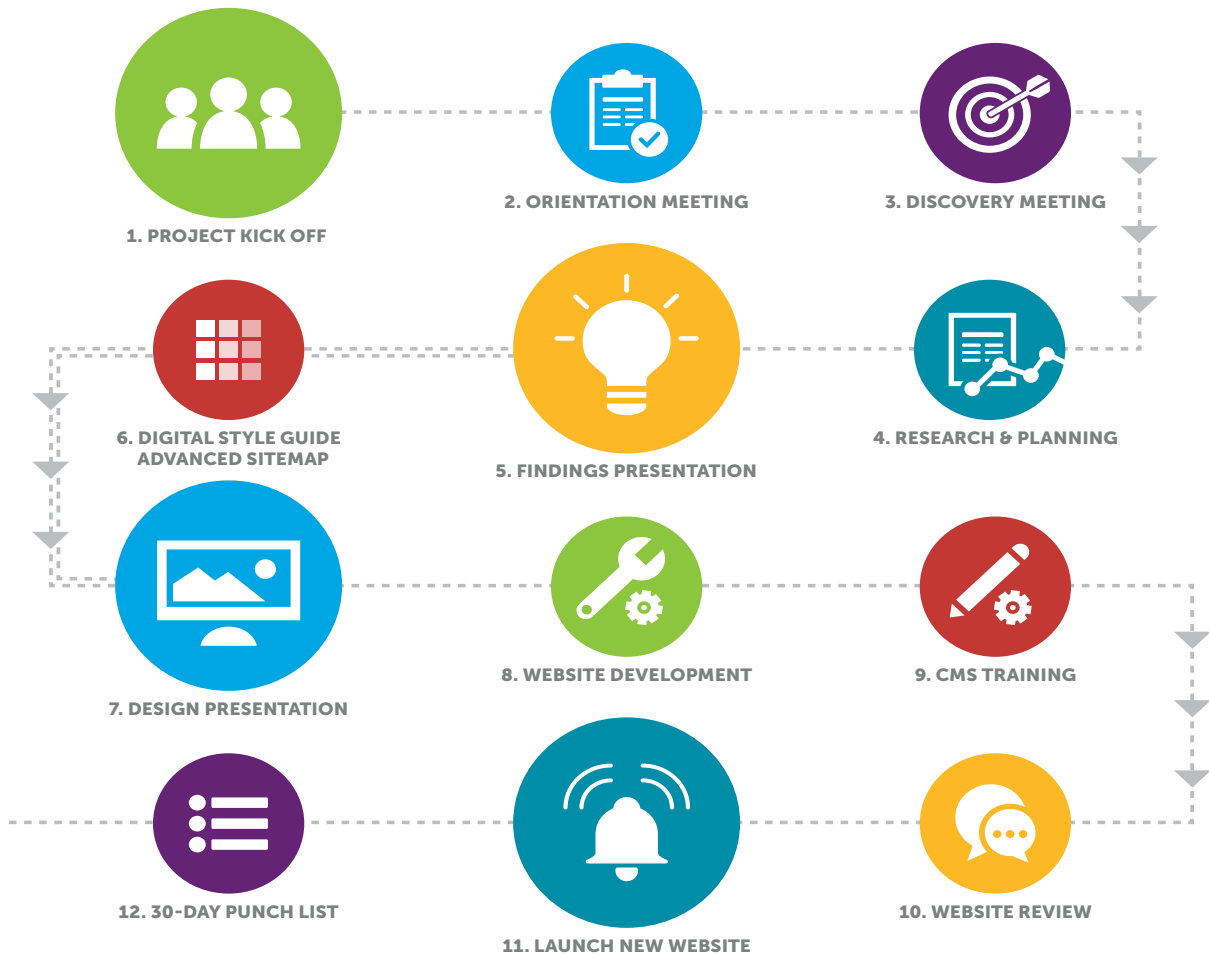 1. PROJECT KICK OFF
2. ORIENTATION MEETING
3. DISCOVERY MEETING
4. RESEARCH & PLANNING
5. FINDINGS PRESENTATION
6. DIGITAL STYLE GUIDE
ADVANCED SITEMAP
7. DESIGN PRESENTATION
8. WEBSITE DEVELOPMENT
9. CMS TRAINING
10. WEBSITE REVIEW
11. LAUNCH NEW WEBSITE
12. 30-DAY PUNCH LIST